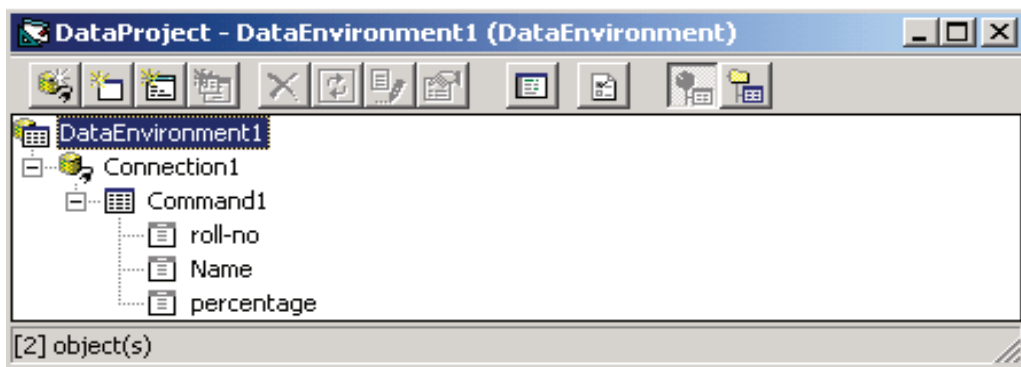 DataProject - DataEnvironment1 (DataEnvironment)
DataEnvironment1
Connection1
Command1
roll-no
Name
percentage
[2] object(s)